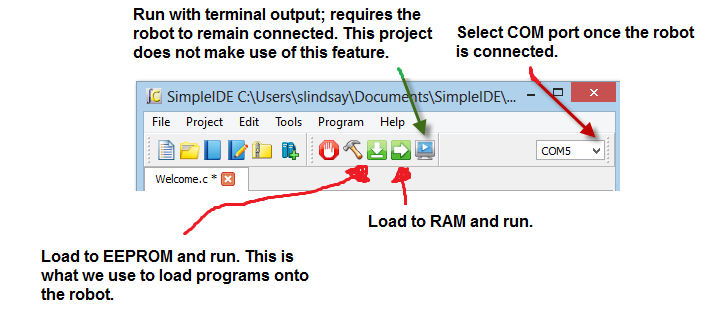 Run with terminal output; requires the
robot to remain connected. This project
does not make use of this feature.
Select COM port once the robot
is connected.
SimpleIDE C:\Users\slindsay\Documents\SimpleIDE\...
File Project Edit Tools Program Help
COM5
Welcome.c *
Load to RAM and run.
Load to EEPROM and run. This is
what we use to load programs onto
the robot.